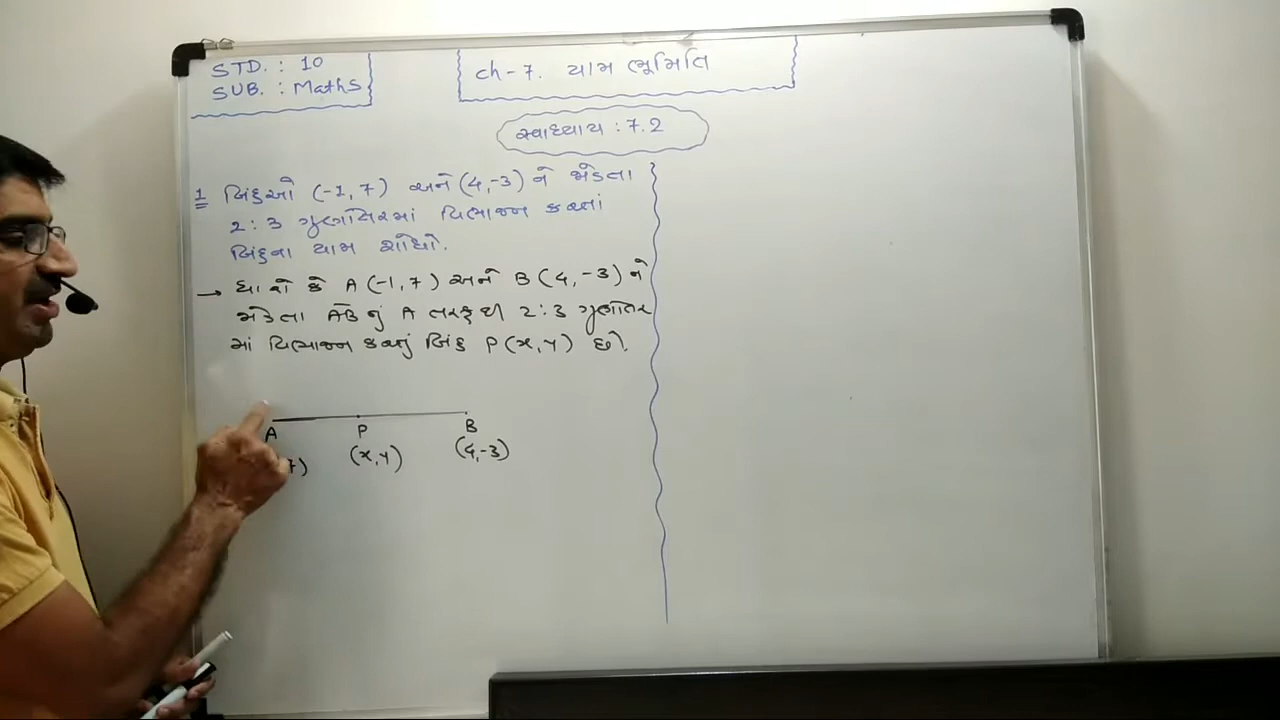 STD. : 10
SUB. : Maths
ch-7. યામ ભૂમિતિ
સ્વાધ્યાય : 7.2
1 બિંદુઓ (-1, 7) અને (4, -3) ને જોડતા
2 : 3 ગુણોત્તરમાં વિભાજન કરતાં
બિંદુના યામ શોધો.
→ ધારો કે A (-1, 7) અને B (4, -3) ને
જોડતા AB નું A તરફથી 2 : 3 ગુણોત્તર
માં વિભાજન કરતું બિંદુ P (x, y) છે.
A P B
7) (x, y) (4, -3)